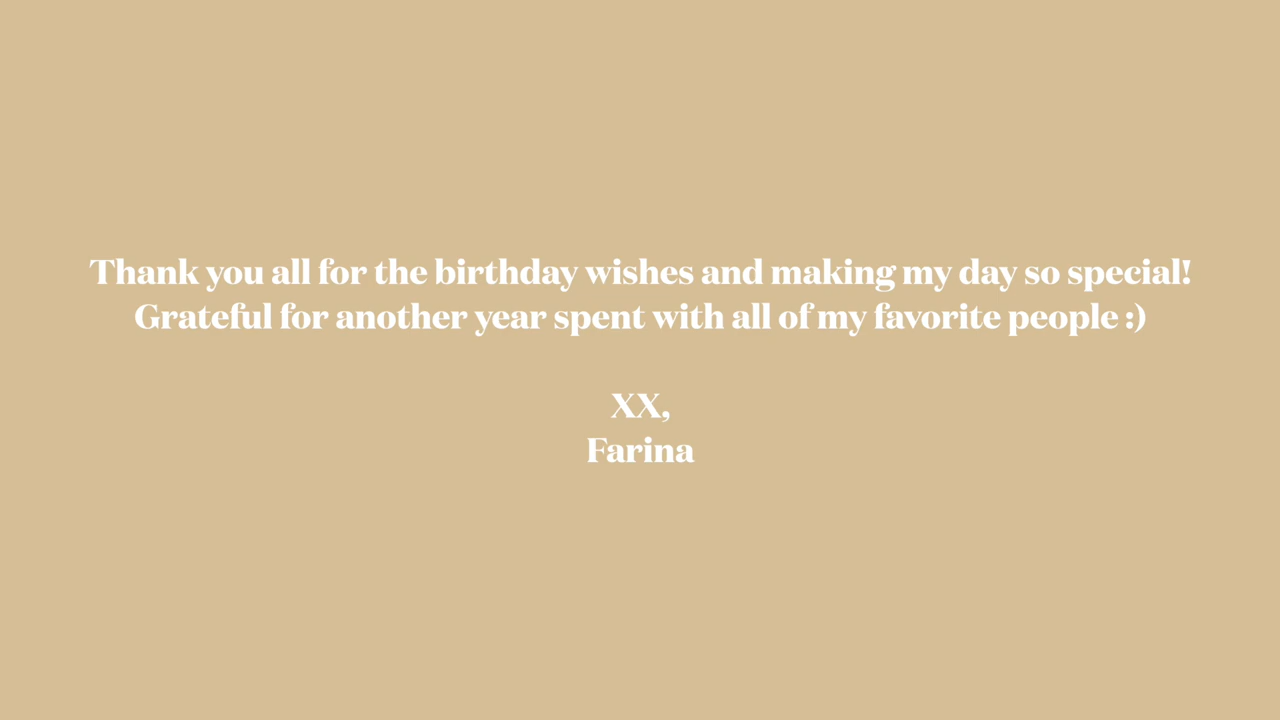 Thank you all for the birthday wishes and making my day so special!
Grateful for another year spent with all of my favorite people :)
XX,
Farina